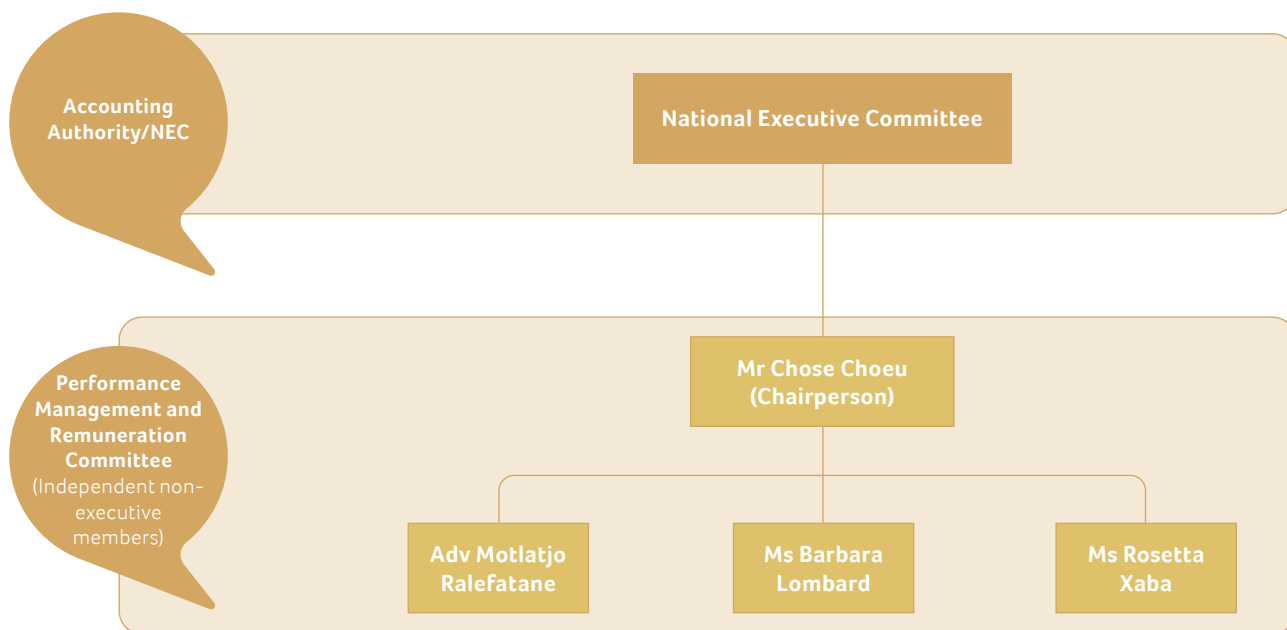 Accounting
Authority/NEC
National Executive Committee
Performance
Management and
Remuneration
Committee
(Independent non-
executive
members)
Mr Chose Choeu
(Chairperson)
Adv Motlatjo
Ralefatane
Ms Barbara
Lombard
Ms Rosetta
Xaba